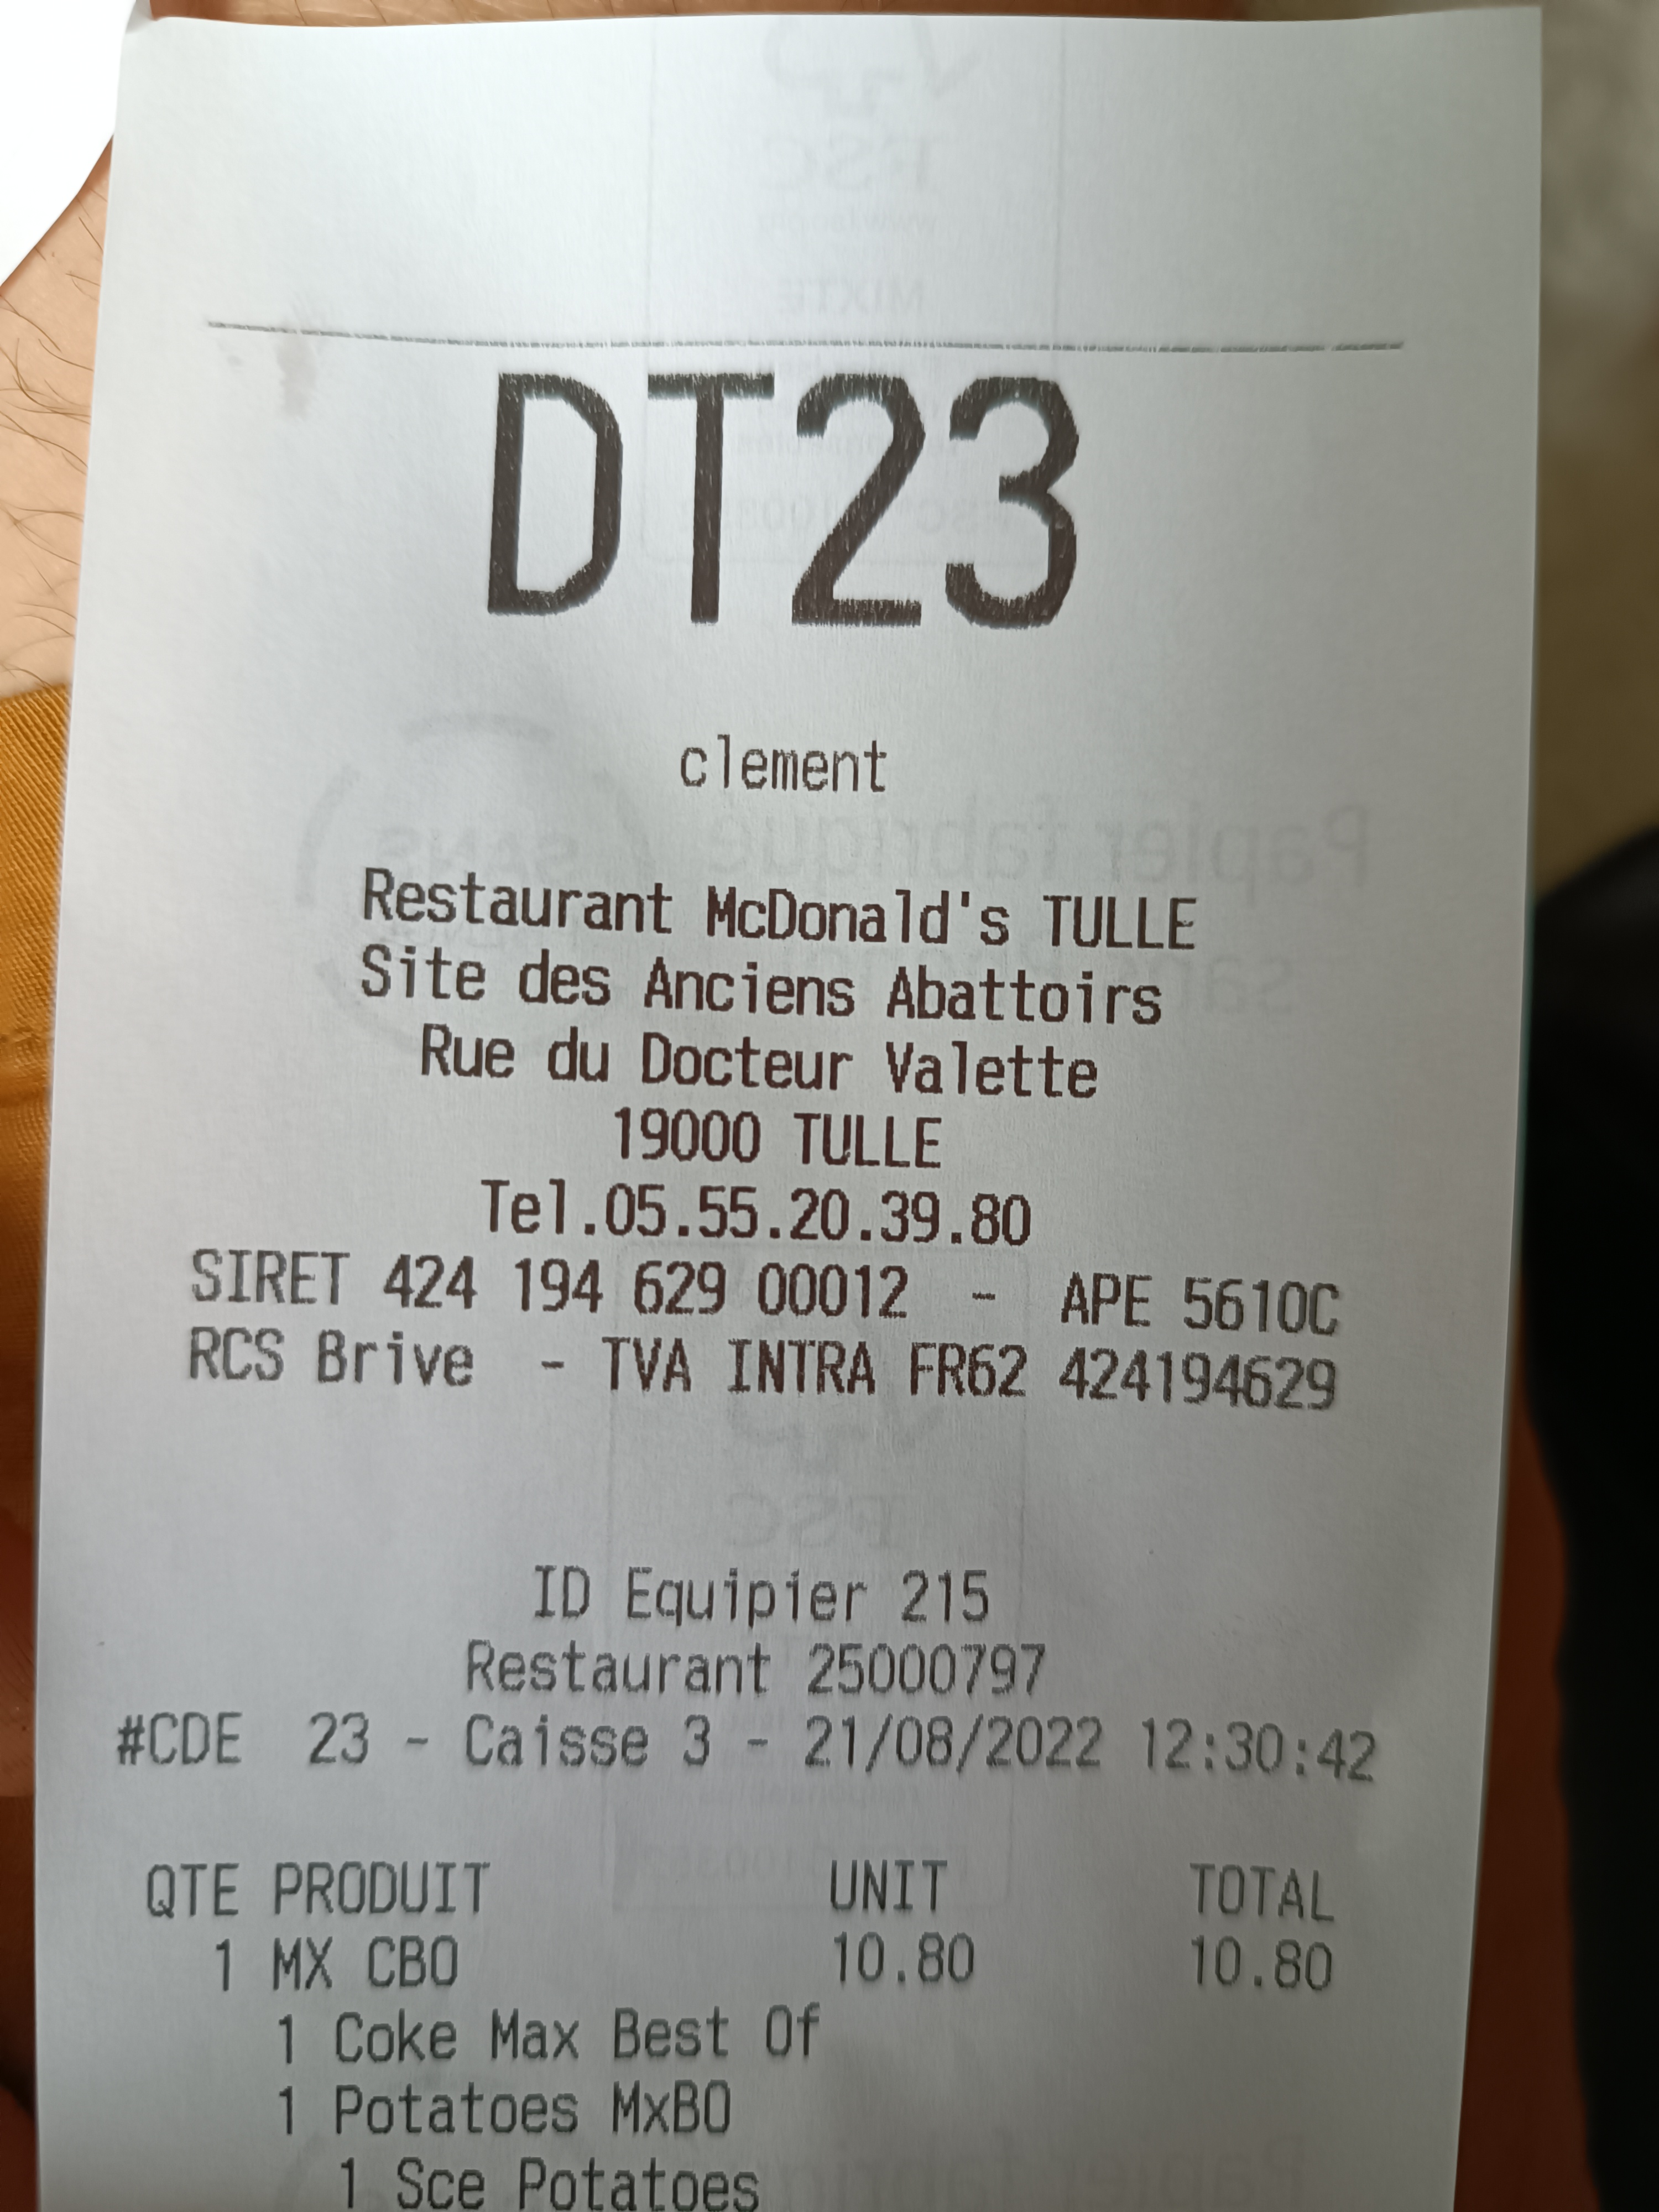 DT23
clement
Restaurant McDonald's TULLE
Site des Anciens Abattoirs
Rue du Docteur Valette
19000 TULLE
Tel.05.55.20.39.80
SIRET 424 194 629 00012 - APE 5610C
RCS Brive - TVA INTRA FR62 424194629
ID Equipier 215
Restaurant 25000797
#CDE 23 - Caisse 3 - 21/08/2022 12:30:42
QTE PRODUIT UNIT TOTAL
1 MX CBO 10.80 10.80
1 Coke Max Best Of
1 Potatoes MxBO
1 Sce Potatoes